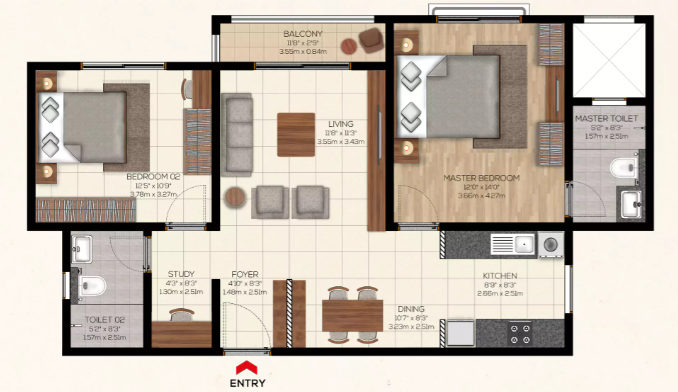 BALCONY
11'8" x 2'9"
3.55m x 0.84m
LIVING
11'8" x 11'3"
3.55m x 3.43m
MASTER TOILET
5'2" x 8'3"
1.57m x 2.51m
BEDROOM 02
12'5" x 10'9"
3.78m x 3.27m
MASTER BEDROOM
12'0" x 14'0"
3.66m x 4.27m
STUDY
4'3" x 8'3"
1.30m x 2.51m
FOYER
4'10" x 8'3"
1.48m x 2.51m
KITCHEN
8'9" x 8'3"
2.66m x 2.51m
DINING
10'7" x 8'3"
3.23m x 2.51m
TOILET 02
5'2" x 8'3"
1.57m x 2.51m
ENTRY